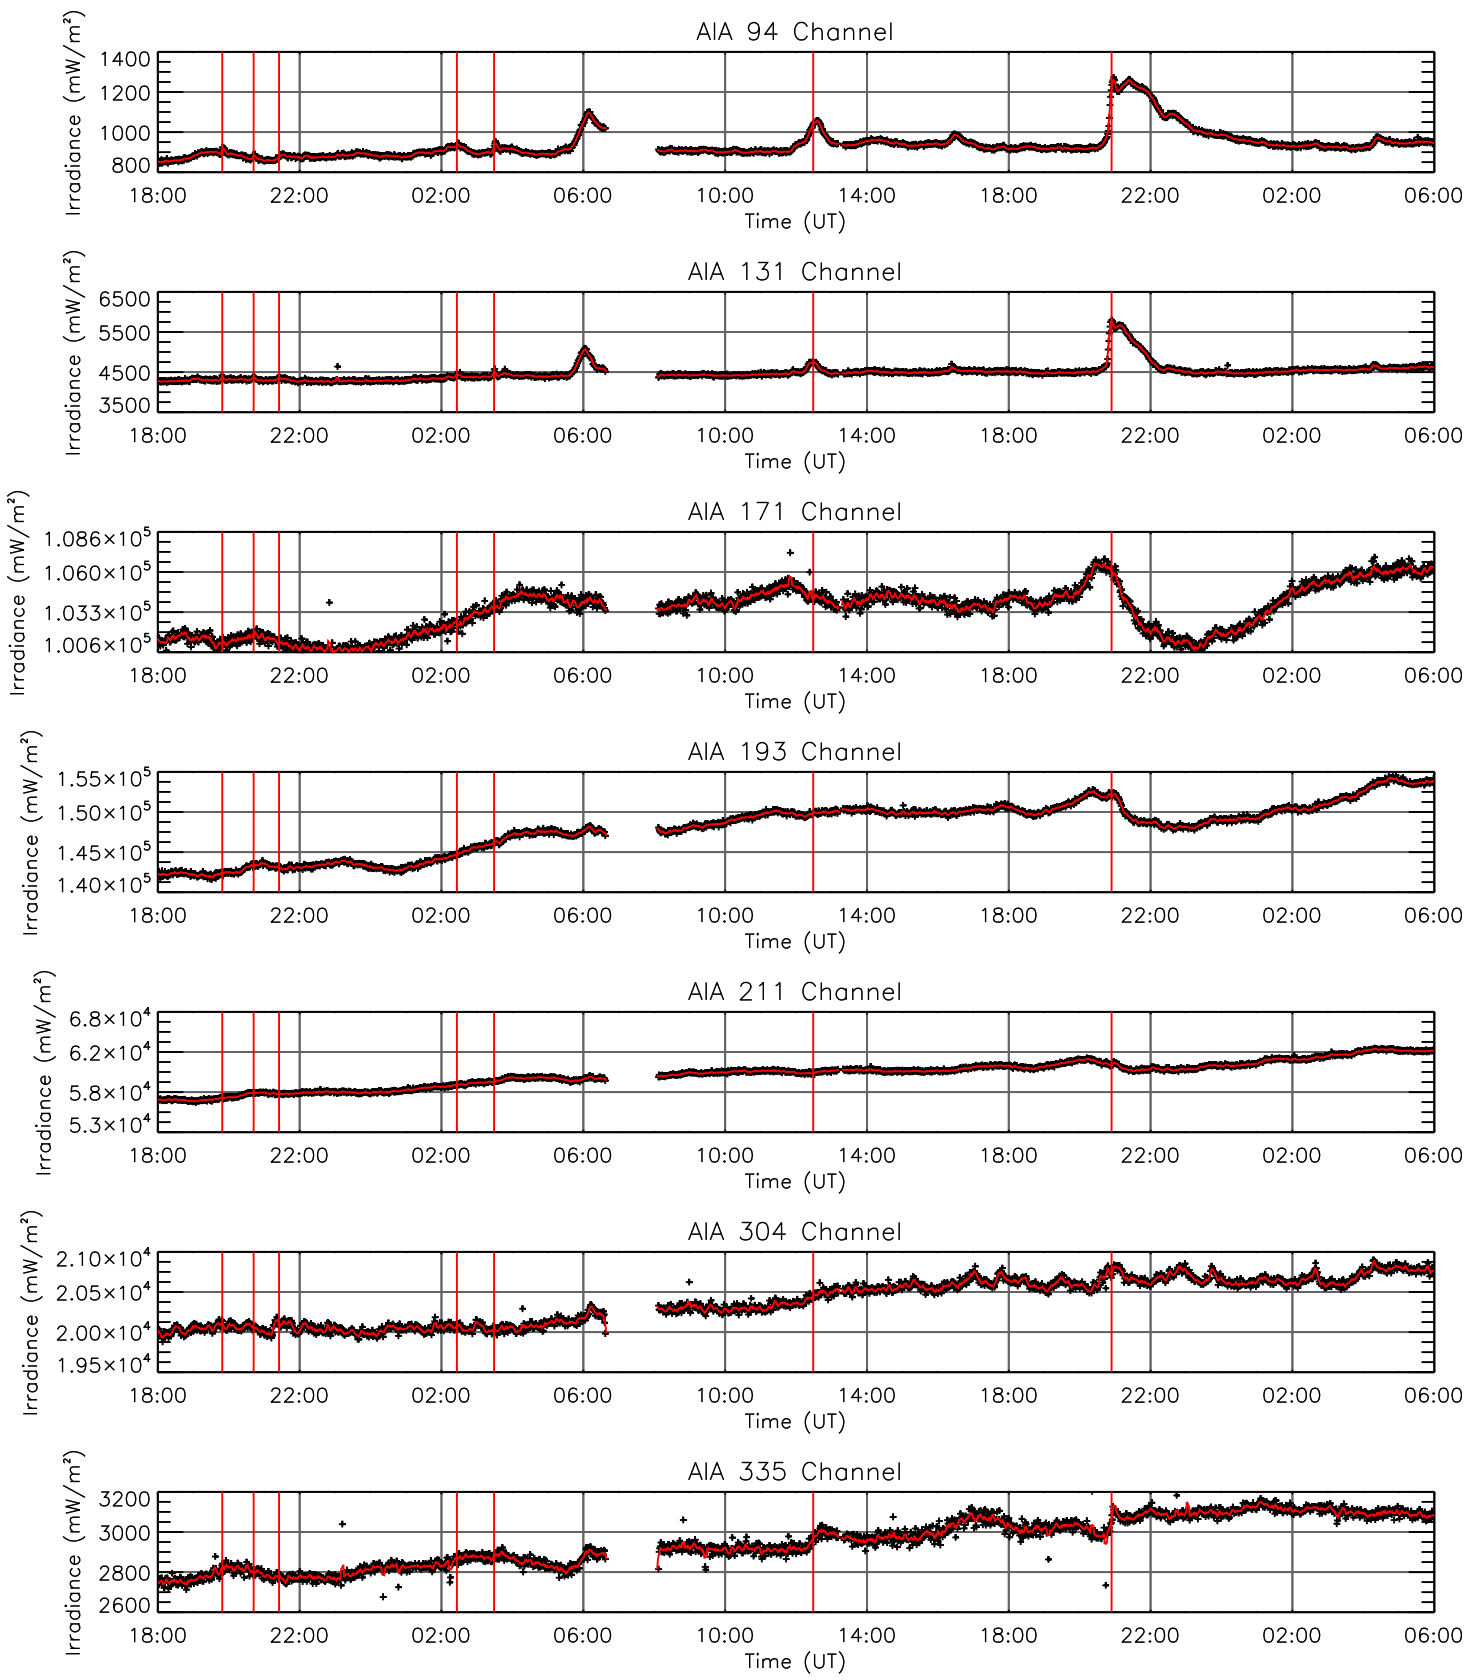 AIA 94 Channel
Irradiance (mW/m²)
1400
1200
1000
800
18:00 22:00 02:00 06:00 10:00 14:00 18:00 22:00 02:00 06:00
Time (UT)
AIA 131 Channel
Irradiance (mW/m²)
6500
5500
4500
3500
18:00 22:00 02:00 06:00 10:00 14:00 18:00 22:00 02:00 06:00
Time (UT)
AIA 171 Channel
Irradiance (mW/m²)
1.086×10⁵
1.060×10⁵
1.033×10⁵
1.006×10⁵
18:00 22:00 02:00 06:00 10:00 14:00 18:00 22:00 02:00 06:00
Time (UT)
AIA 193 Channel
Irradiance (mW/m²)
1.55×10⁵
1.50×10⁵
1.45×10⁵
1.40×10⁵
18:00 22:00 02:00 06:00 10:00 14:00 18:00 22:00 02:00 06:00
Time (UT)
AIA 211 Channel
Irradiance (mW/m²)
6.8×10⁴
6.2×10⁴
5.8×10⁴
5.3×10⁴
18:00 22:00 02:00 06:00 10:00 14:00 18:00 22:00 02:00 06:00
Time (UT)
AIA 304 Channel
Irradiance (mW/m²)
2.10×10⁴
2.05×10⁴
2.00×10⁴
1.95×10⁴
18:00 22:00 02:00 06:00 10:00 14:00 18:00 22:00 02:00 06:00
Time (UT)
AIA 335 Channel
Irradiance (mW/m²)
3200
3000
2800
2600
18:00 22:00 02:00 06:00 10:00 14:00 18:00 22:00 02:00 06:00
Time (UT)